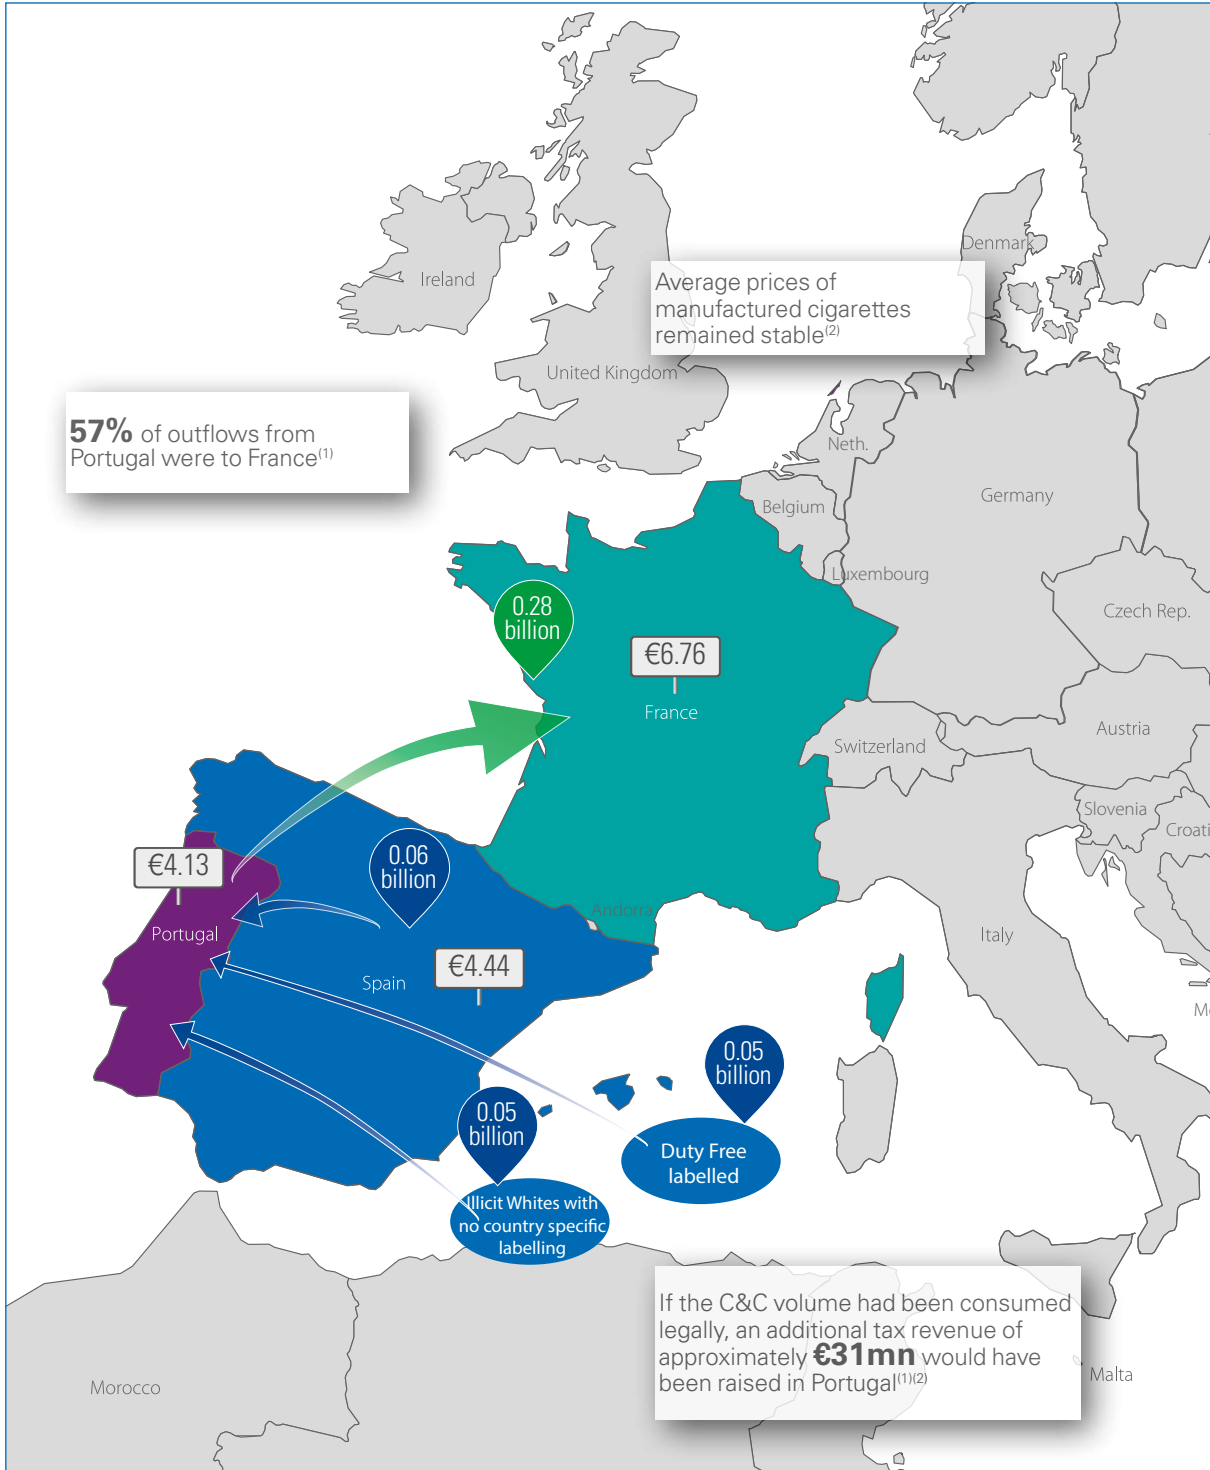 Denmark
Ireland
Average prices of
manufactured cigarettes
remained stable(2)
United Kingdom
57% of outflows from
Portugal were to France(1)
Neth.
Germany
Belgium
Luxembourg
Czech Rep.
0.28
billion
€6.76
France
Austria
Switzerland
Slovenia
Croati
€4.13
0.06
billion
Andorra
Portugal
Italy
€4.44
Spain
M
0.05
billion
0.05
billion
Duty Free
labelled
Illicit Whites with
no country specific
labelling
If the C&C volume had been consumed
legally, an additional tax revenue of
approximately €31mn would have
been raised in Portugal(1)(2)
Malta
Morocco